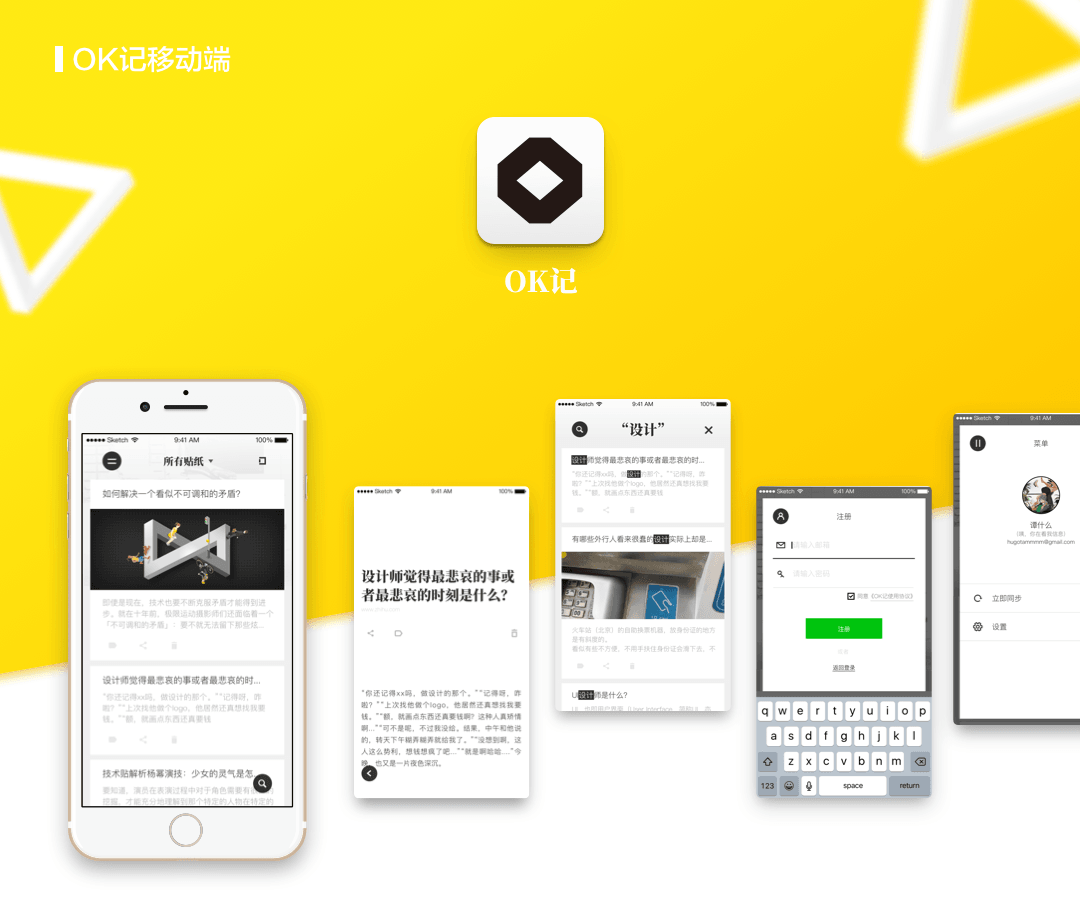 OK记移动端
OK记
Sketch 9:41 AM 100%
所有贴纸
如何解决一个看似不可调和的矛盾?
即使是现在,技术也要不断克服矛盾才能得到进
步。就在十年前,极限运动摄影师们还面临着一个
「不可调和的矛盾」:要不就无法留下那些炫...
设计师觉得最悲哀的事或者最悲哀的时...
“你还记得xx吗,做设计的那个。”“记得呀,咋
啦?”“上次找他做个logo,他居然还真想找我要
钱。”“额,就画点东西还真要钱
技术贴解析杨幂演技:少女的灵气是怎...
要知道,演员在表演过程中对于角色需要有
挖掘,才能充分地理解到那个特定的人物在特定的
Sketch 9:41 AM 100%
设计师觉得最悲哀的事或
者最悲哀的时刻是什么?
“你还记得xx吗,做设计的那个。”“记得呀,咋
啦?”“上次找他做个logo,他居然还真想找我要
钱。”“额,就画点东西还真要钱啊?这种人真矫情
啊...”“可不是呢,不过我没给。结果,中午和他说
的,转天下午糊弄糊弄就给我了。”“没想到啊,这
人这么势利,想钱想疯了吧...”“就是啊哈哈....”今
晚,也又是一片夜色深沉。
Sketch 9:41 AM 100%
“设计”
设计师觉得最悲哀的事或者最悲哀的时...
“你还记得xx吗,做设计的那个。”“记得呀,咋
啦?”“上次找他做个logo,他居然还真想找我要
钱。”“额,就画点东西还真要钱
有哪些外行人看来很蠢的设计实际上却是...
火车站(北京)的自助换票机器,放身份证的地方
是有斜度的。
看似有些不方便,不用手扶住身份证会滑下去,不
UI设计师是什么?
Sketch 9:41 AM 100%
注册
请输入邮箱
请输入密码
同意《OK记使用协议》
注册
返回登录
q w e r t y u i o p
a s d f g h j k l
z x c v b n m
123 space return
Sketch 9:41 AM
菜单
谭什么
(嘿,你在看我信息)
hugotammmm@gmail.com
立即同步
设置